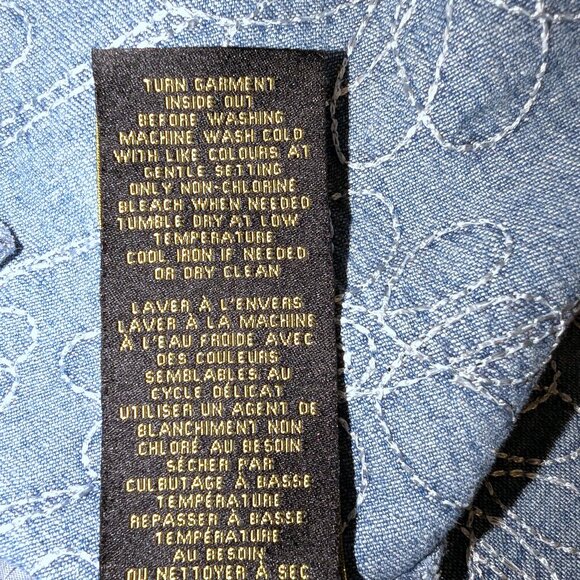 TURN GARMENT
INSIDE OUT
BEFORE WASHING
MACHINE WASH COLD
WITH LIKE COLOURS AT
GENTLE SETTING
ONLY NON-CHLORINE
BLEACH WHEN NEEDED
TUMBLE DRY AT LOW
TEMPERATURE
COOL IRON IF NEEDED
OR DRY CLEAN
LAVER À L'ENVERS
LAVER À LA MACHINE
À L'EAU FROIDE AVEC
DES COULEURS
SEMBLABLES AU
CYCLE DÉLICAT
UTILISER UN AGENT DE
BLANCHIMENT NON
CHLORÉ AU BESOIN
SÉCHER PAR
CULBUTAGE À BASSE
TEMPÉRATURE
REPASSER À BASSE
TEMPÉRATURE
AU BESOIN
OU NETTOYER À SEC